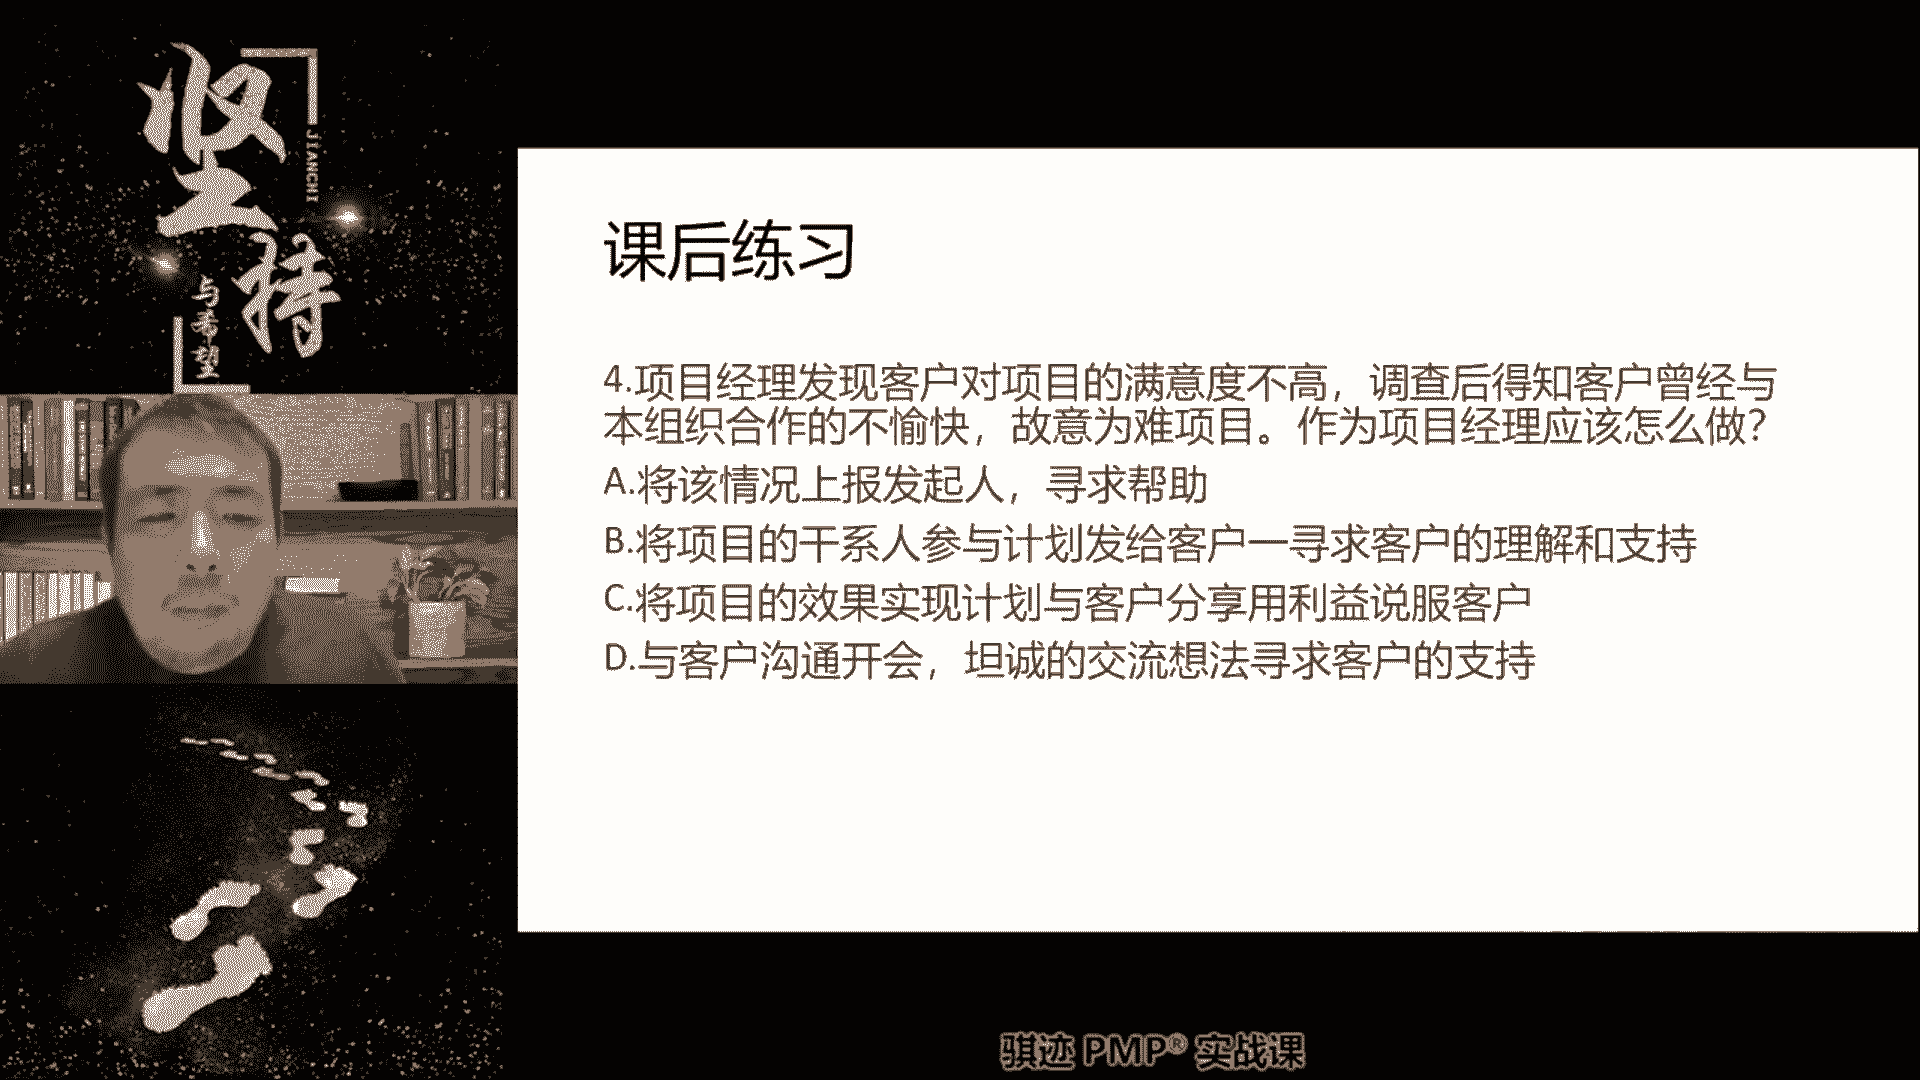 坚持
JIANCHI
与希望
课后练习
4.项目经理发现客户对项目的满意度不高，调查后得知客户曾经与
本组织合作的不愉快，故意为难项目。作为项目经理应该怎么做？
A.将该情况上报发起人，寻求帮助
B.将项目的干系人参与计划发给客户一寻求客户的理解和支持
C.将项目的效果实现计划与客户分享用利益说服客户
D.与客户沟通开会，坦诚的交流想法寻求客户的支持
骐迹 PMP® 实战课